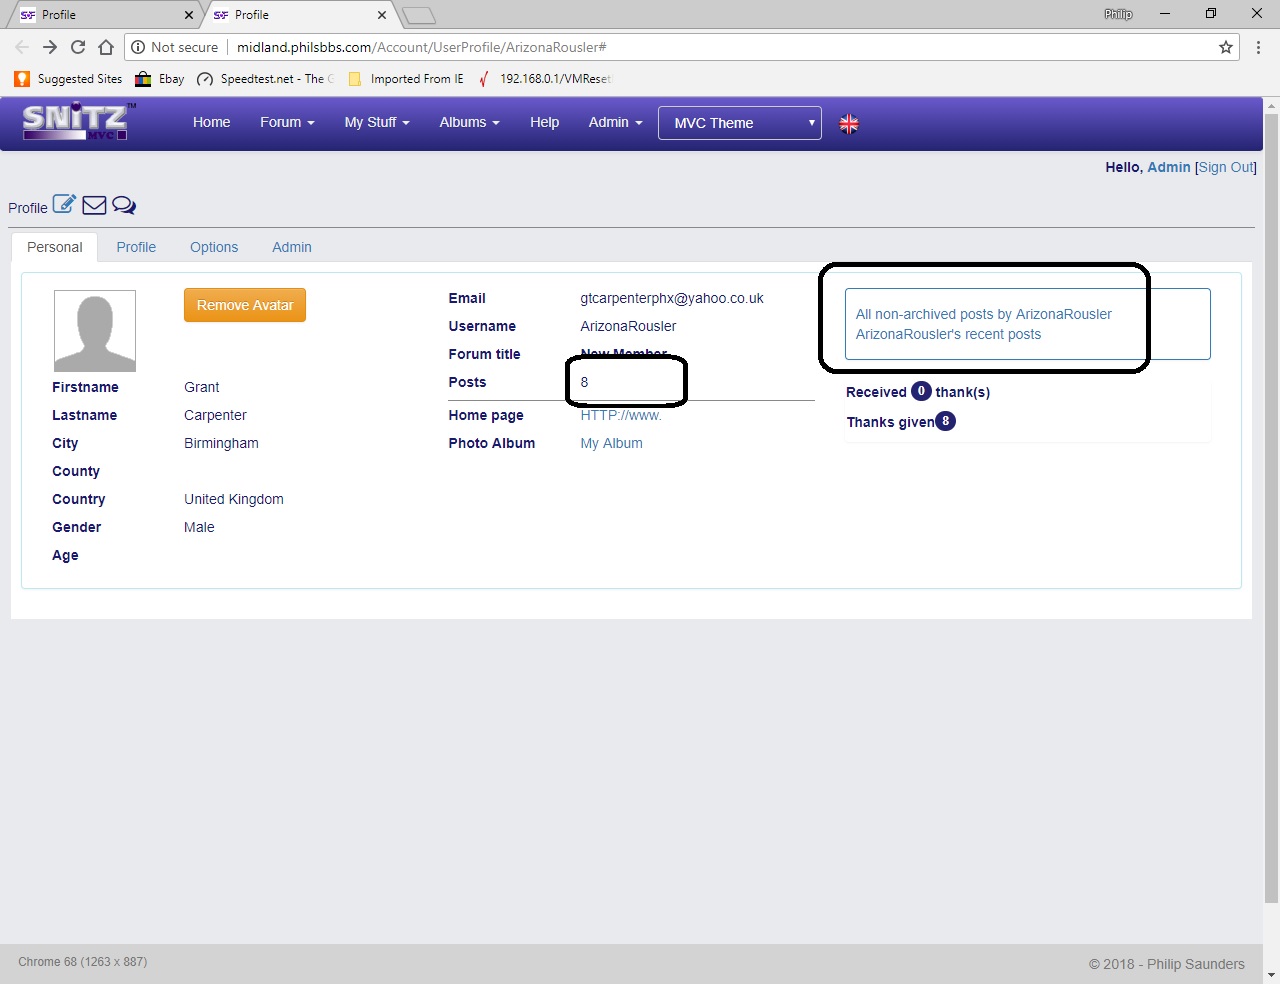 Profile
Profile
Philip
Not secure
midland.philsbbs.com/Account/UserProfile/ArizonaRousler#
Suggested Sites
Ebay
Speedtest.net - The
Imported From IE
192.168.0.1/VMReset
SNITZ TM
MVC
Home
Forum
My Stuff
Albums
Help
Admin
MVC Theme
Hello, Admin [Sign Out]
Profile
Personal
Profile
Options
Admin
Remove Avatar
Firstname Grant
Lastname Carpenter
City Birmingham
County
Country United Kingdom
Gender Male
Age
Email gtcarpenterphx@yahoo.co.uk
Username ArizonaRousler
Forum title New Member
Posts 8
Home page HTTP://www.
Photo Album My Album
All non-archived posts by ArizonaRousler
ArizonaRousler's recent posts
Received 0 thank(s)
Thanks given 8
Chrome 68 (1263 x 887)
© 2018 - Philip Saunders